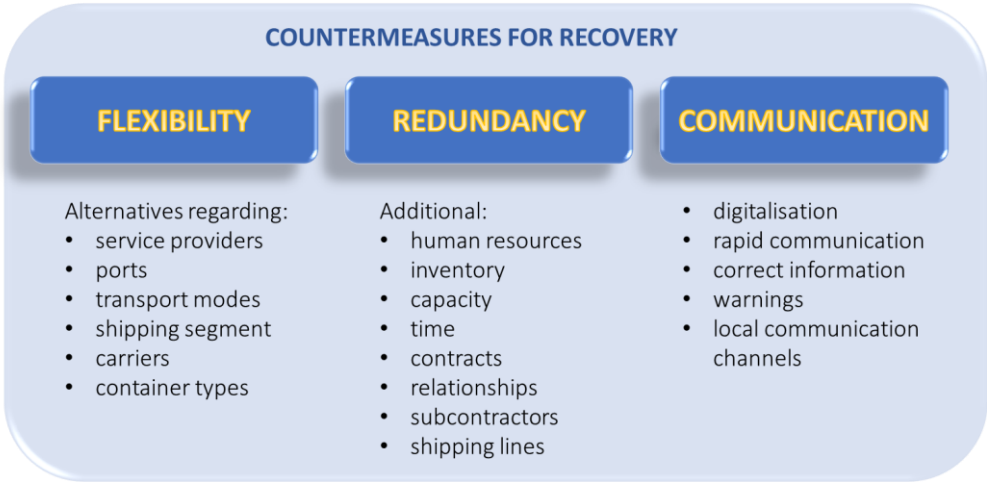 COUNTERMEASURES FOR RECOVERY
FLEXIBILITY
Alternatives regarding:
• service providers
• ports
• transport modes
• shipping segment
• carriers
• container types
REDUNDANCY
Additional:
• human resources
• inventory
• capacity
• time
• contracts
• relationships
• subcontractors
• shipping lines
COMMUNICATION
• digitalisation
• rapid communication
• correct information
• warnings
• local communication
channels